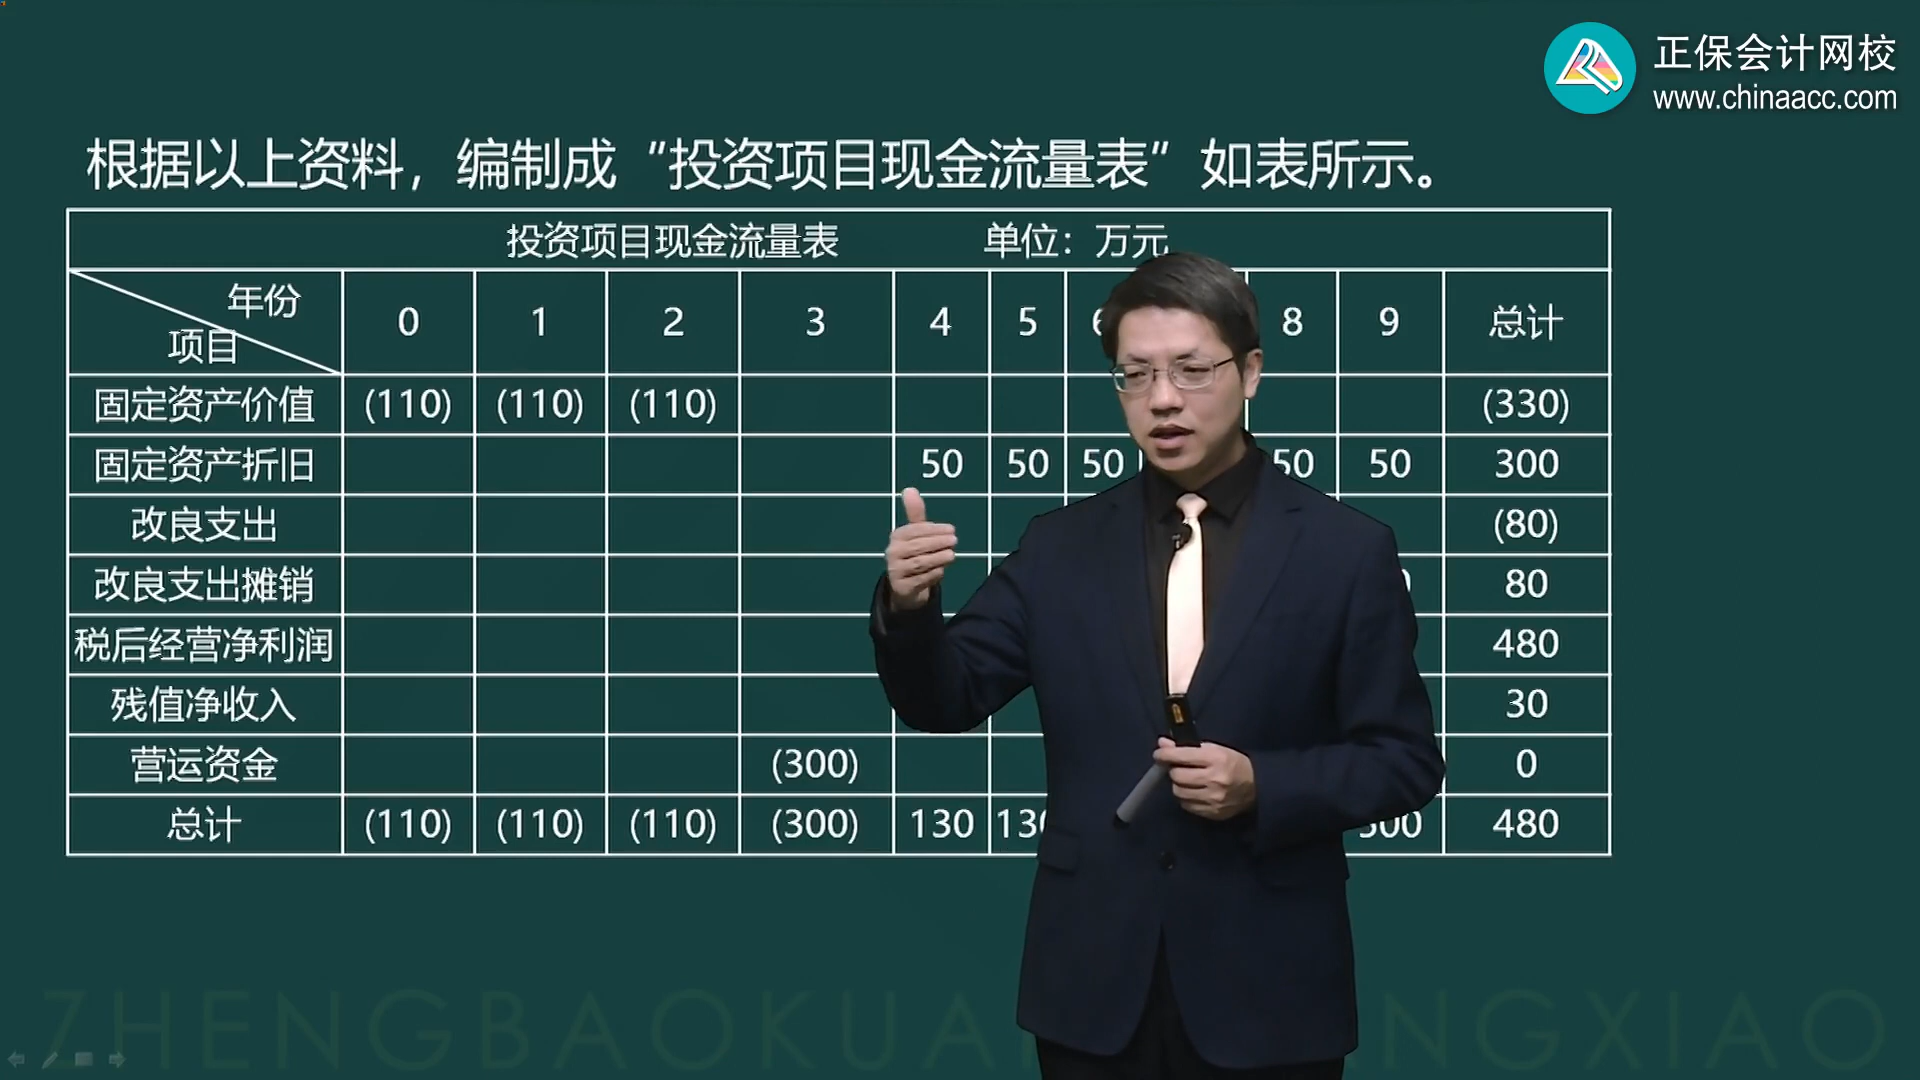 正保会计网校
www.chinaacc.com
根据以上资料，编制成“投资项目现金流量表”如表所示。
投资项目现金流量表 单位：万元
年份 项目 0 1 2 3 4 5 8 9 总计
固定资产价值 (110) (110) (110) (330)
固定资产折旧 50 50 50 50 50 300
改良支出 (80)
改良支出摊销 80
税后经营净利润 480
残值净收入 30
营运资金 (300) 0
总计 (110) (110) (110) (300) 130 130 500 480